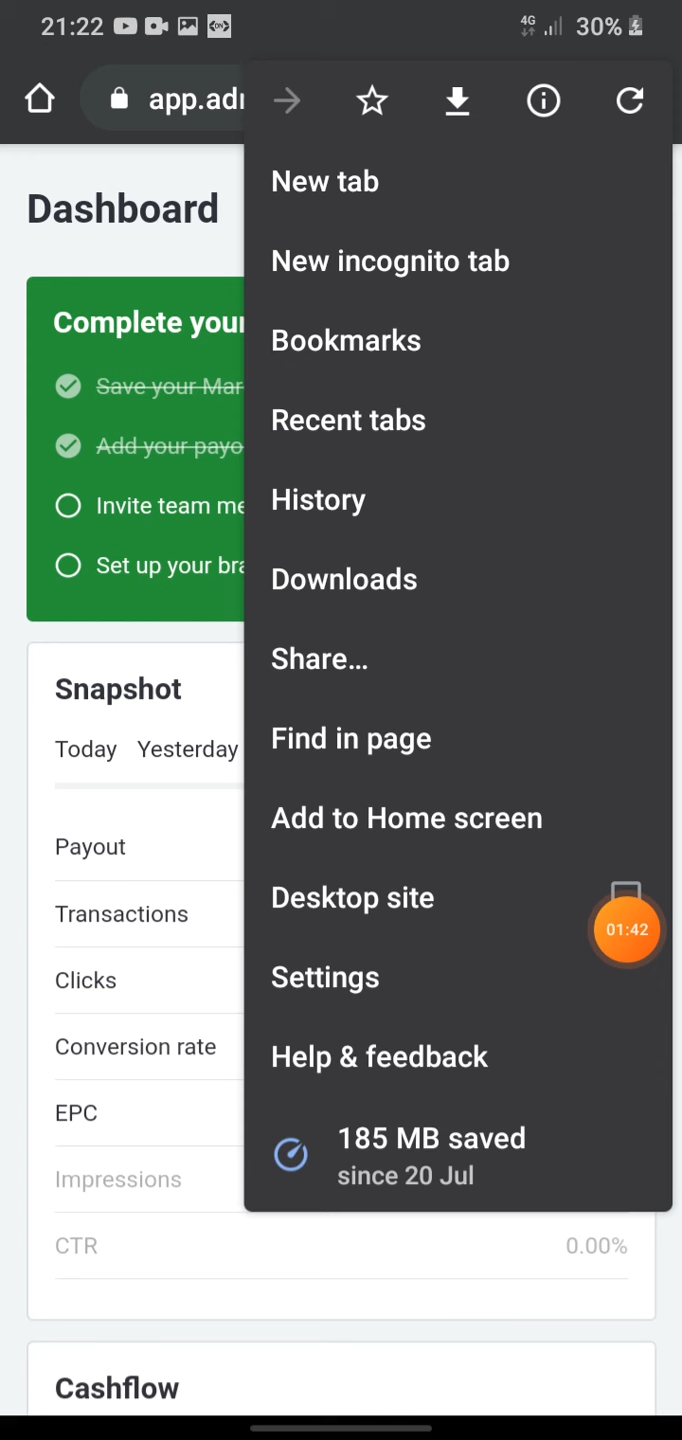 21:22
4G
30%
app.adm
New tab
Dashboard
New incognito tab
Complete your
Bookmarks
Save your Mar
Recent tabs
Add your payo
History
Invite team me
Set up your bra
Downloads
Share...
Snapshot
Find in page
Today Yesterday
Add to Home screen
Payout
Desktop site
Transactions
01:42
Clicks
Settings
Conversion rate
Help & feedback
EPC
185 MB saved
since 20 Jul
Impressions
CTR 0.00%
Cashflow